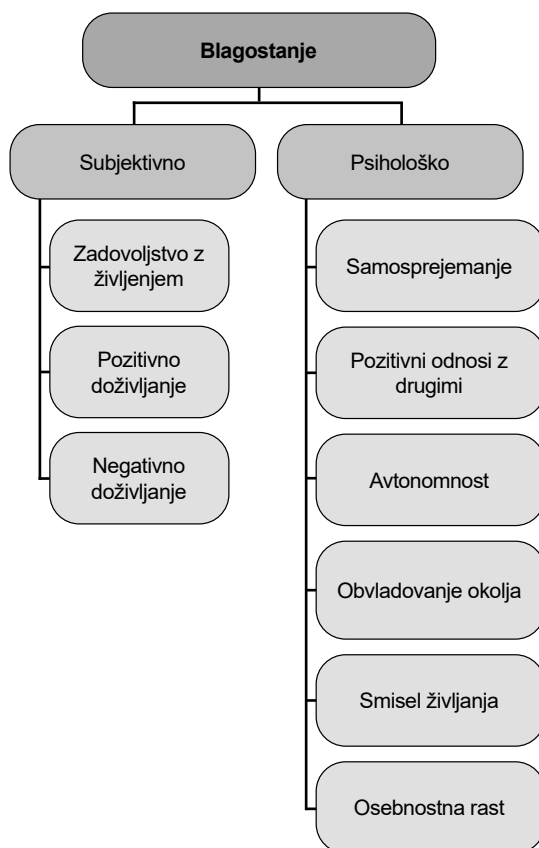 Blagostanje
Subjektivno
Psihološko
Zadovoljstvo z
življenjem
Pozitivno
doživljanje
Negativno
doživljanje
Samosprejemanje
Pozitivni odnosi z
drugimi
Avtonomnost
Obvladovanje okolja
Smisel življanja
Osebnostna rast